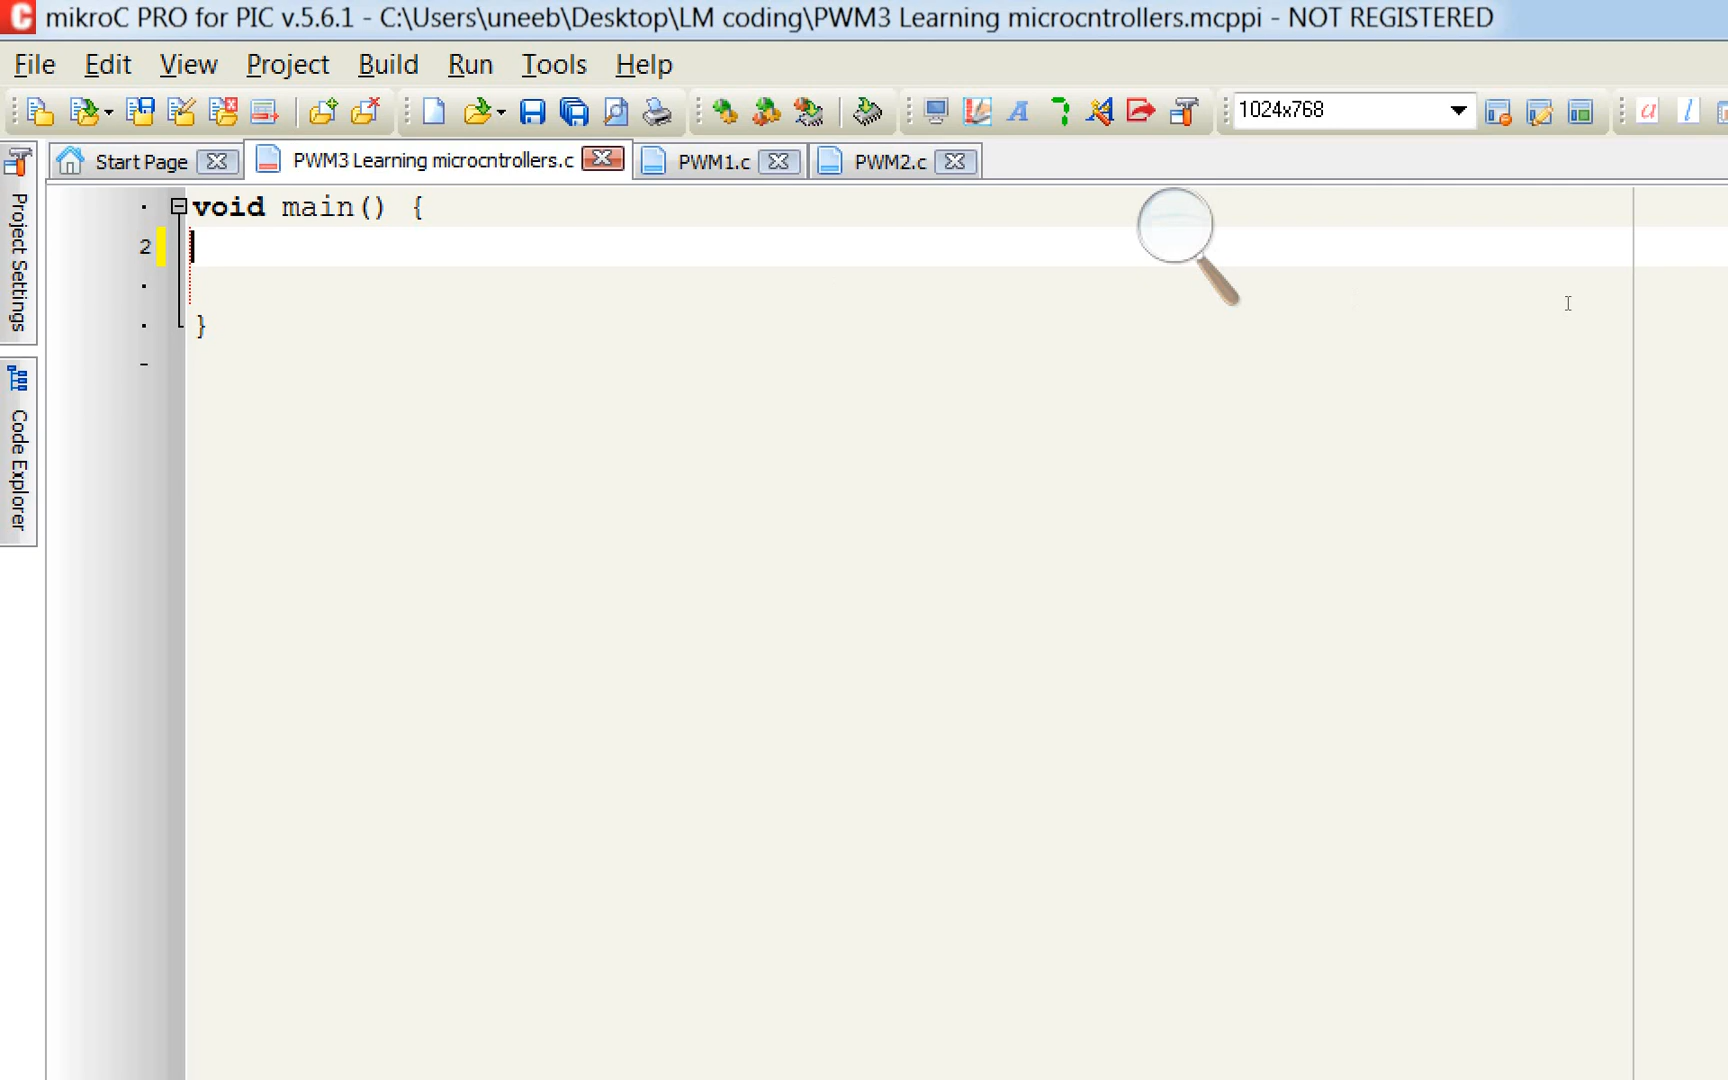 mikroC PRO for PIC v.5.6.1 - C:\Users\uneeb\Desktop\LM coding\PWM3 Learning microcntrollers.mcppi - NOT REGISTERED
File Edit View Project Build Run Tools Help
1024x768
Start Page PWM3 Learning microcntrollers.c PWM1.c PWM2.c
void main() {
2
}
Project Settings
Code Explorer